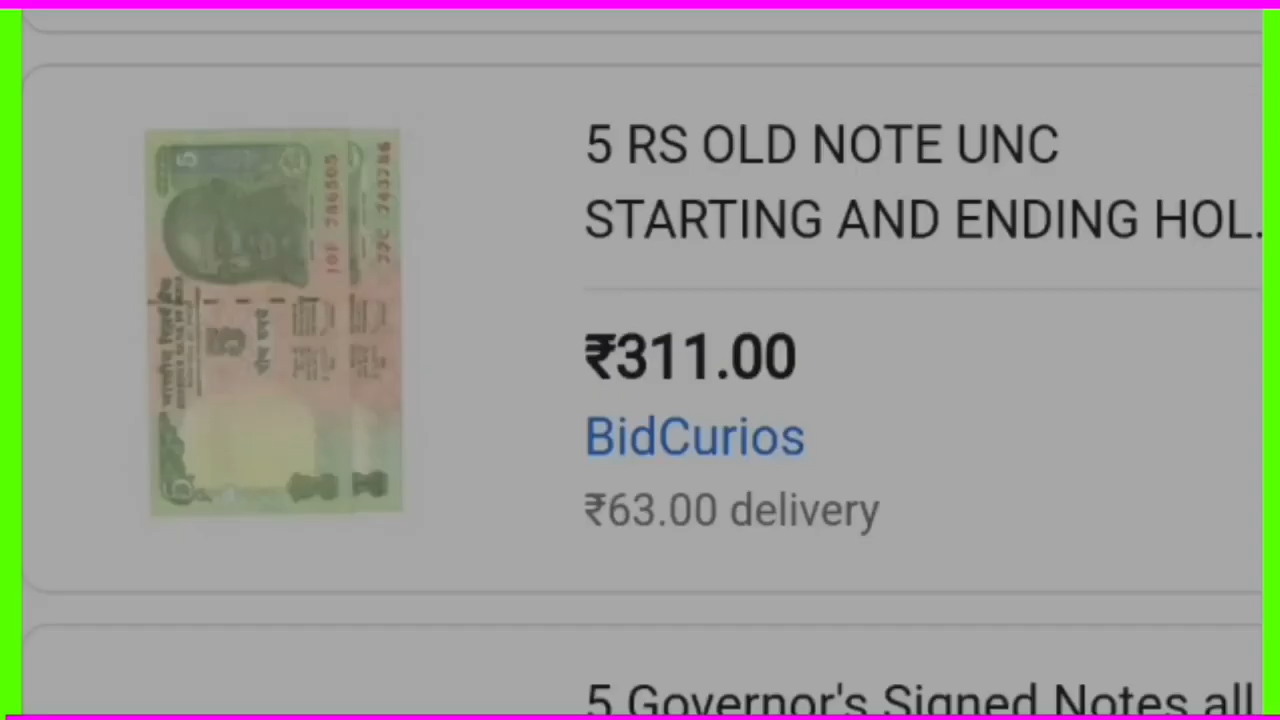 5 RS OLD NOTE UNC
STARTING AND ENDING HOL.
₹311.00
BidCurios
₹63.00 delivery
5 Governor's Signed Notes all